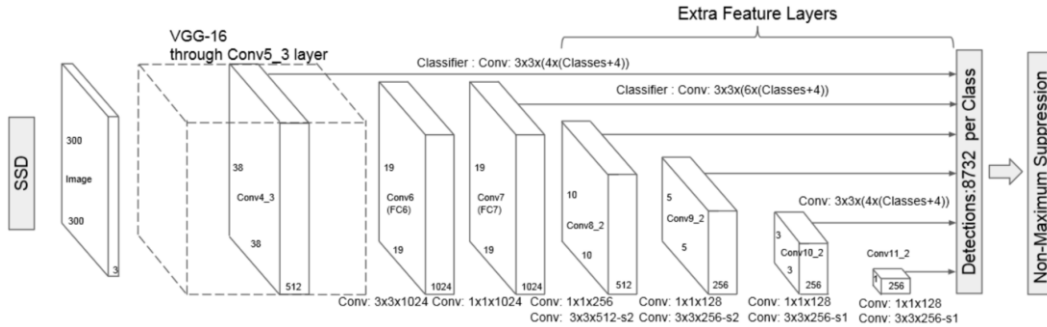 Extra Feature Layers
VGG-16
through Conv5_3 layer
Classifier : Conv: 3x3x(4x(Classes+4))
Classifier : Conv: 3x3x(6x(Classes+4))
SSD
300
Image
300
3
38
Conv4_3
38
512
19
Conv6
(FC6)
19
1024
19
Conv7
(FC7)
19
1024
10
Conv8_2
10
512
5
Conv9_2
5
256
Conv: 3x3x(4x(Classes+4))
3
Conv10_2
3
256
Conv11_2
1
256
Detections:8732 per Class
Non-Maximum Suppression
Conv: 3x3x1024
Conv: 1x1x1024
Conv: 1x1x256
Conv: 3x3x512-s2
Conv: 1x1x128
Conv: 3x3x256-s2
Conv: 1x1x128
Conv: 3x3x256-s1
Conv: 1x1x128
Conv: 3x3x256-s1